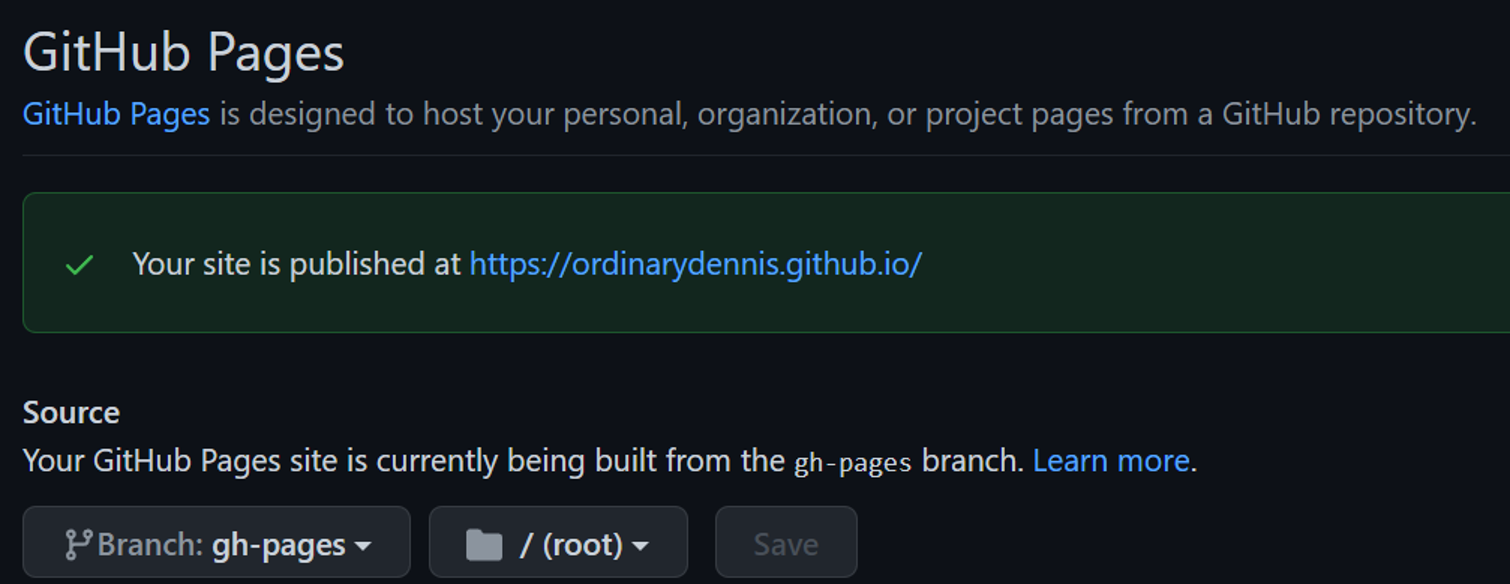 GitHub Pages
GitHub Pages is designed to host your personal, organization, or project pages from a GitHub repository.
Your site is published at https://ordinarydennis.github.io/
Source
Your GitHub Pages site is currently being built from the gh-pages branch. Learn more.
Branch: gh-pages / (root) Save